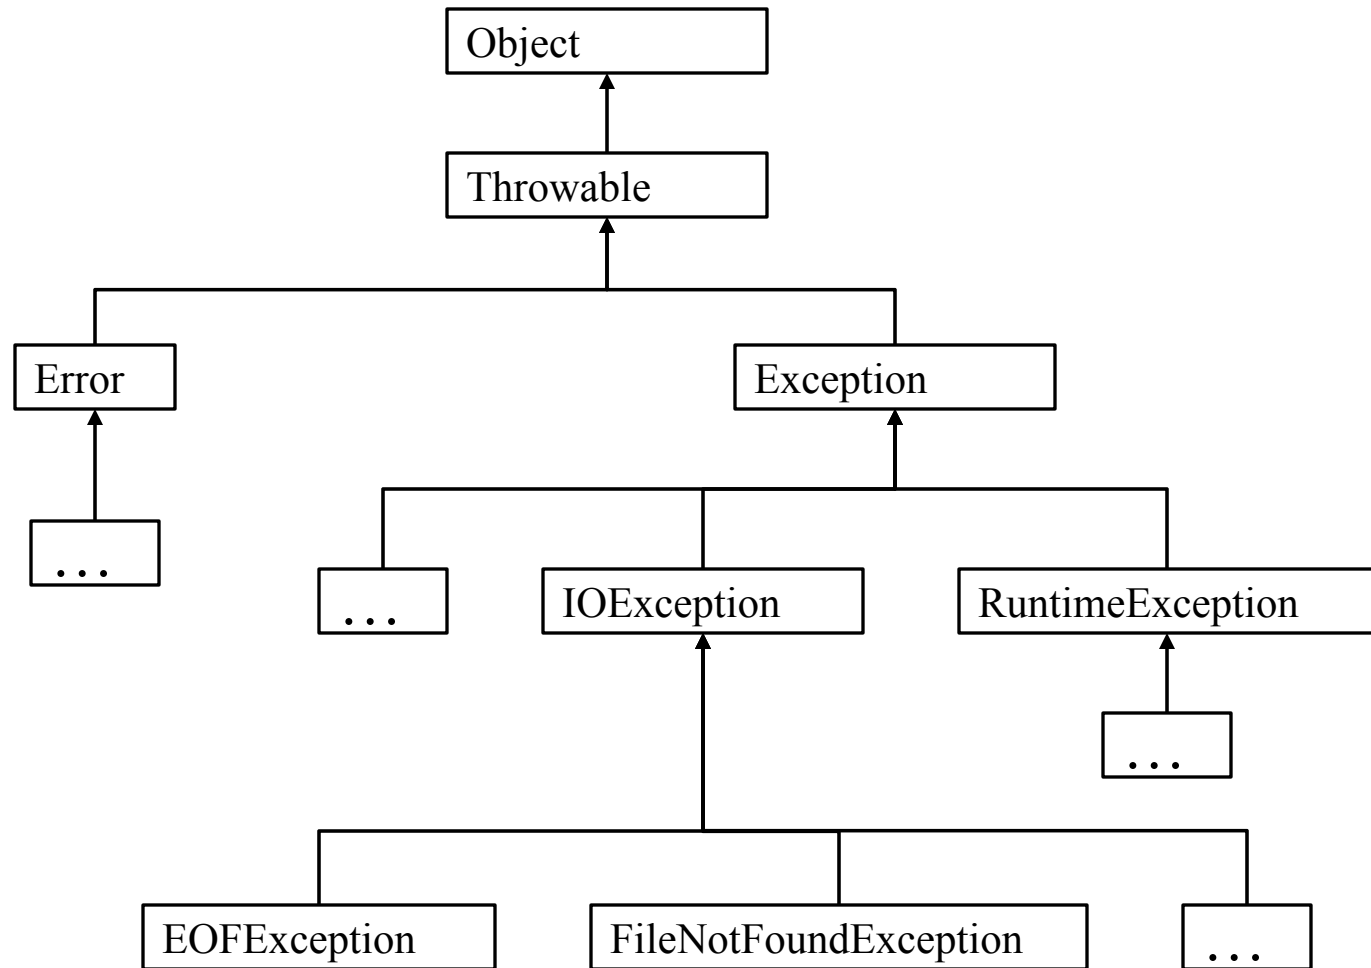 Object
Throwable
Error
Exception
...
...
IOException
RuntimeException
...
EOFException
FileNotFoundException
...